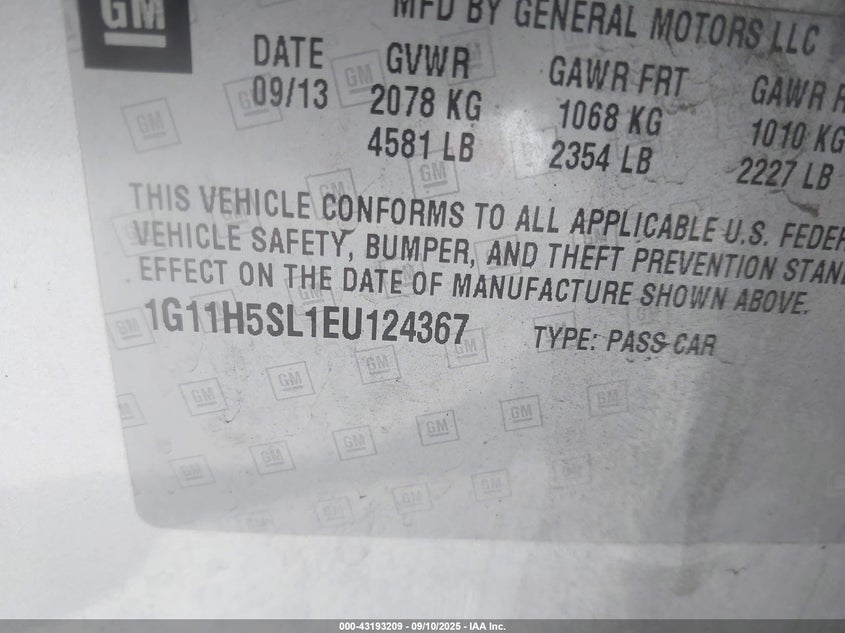 GM
MFD BY GENERAL MOTORS LLC
DATE GVWR GAWR FRT GAWR R
09/13 2078 KG 1068 KG 1010 KG
4581 LB 2354 LB 2227 LB
THIS VEHICLE CONFORMS TO ALL APPLICABLE U.S. FEDER
VEHICLE SAFETY, BUMPER, AND THEFT PREVENTION STAN
EFFECT ON THE DATE OF MANUFACTURE SHOWN ABOVE.
1G11H5SL1EU124367 TYPE: PASS CAR
000-43193209 - 09/10/2025 - IAA Inc.